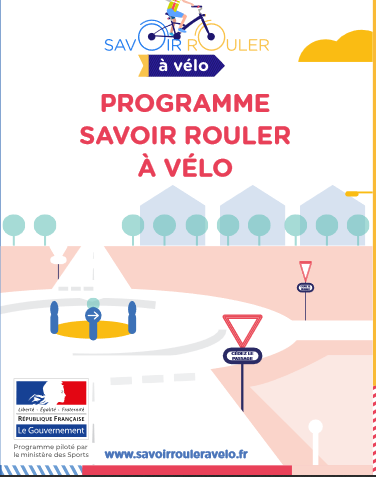 SAVOIR ROULER
à vélo
PROGRAMME
SAVOIR ROULER
À VÉLO
CÉDEZ LE
PASSAGE
Liberté • Égalité • Fraternité
RÉPUBLIQUE FRANÇAISE
Le Gouvernement
Programme piloté par
le ministère des Sports
www.savoirrouleravelo.fr